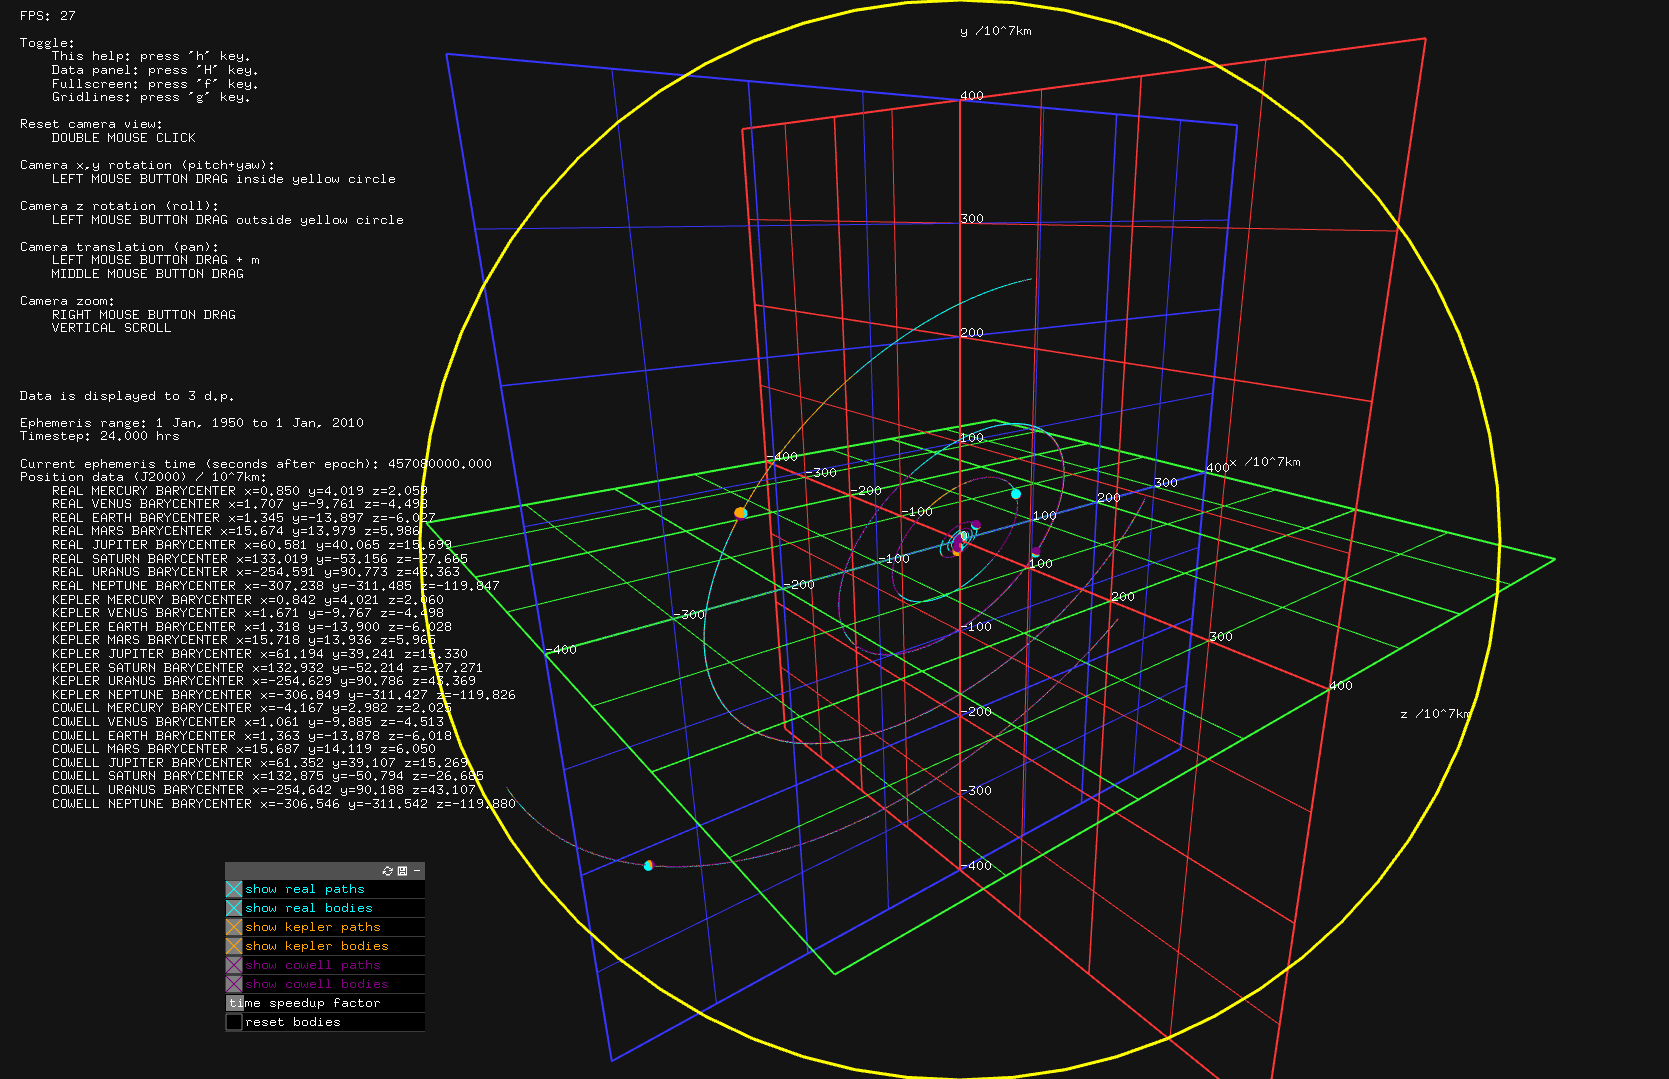 FPS: 27
Toggle:
This help: press 'h' key.
Data panel: press 'H' key.
Fullscreen: press 'f' key.
Gridlines: press 'g' key.
Reset camera view:
DOUBLE MOUSE CLICK
Camera x,y rotation (pitch+yaw):
LEFT MOUSE BUTTON DRAG inside yellow circle
Camera z rotation (roll):
LEFT MOUSE BUTTON DRAG outside yellow circle
Camera translation (pan):
LEFT MOUSE BUTTON DRAG + m
MIDDLE MOUSE BUTTON DRAG
Camera zoom:
RIGHT MOUSE BUTTON DRAG
VERTICAL SCROLL
Data is displayed to 3 d.p.
Ephemeris range: 1 Jan, 1950 to 1 Jan, 2010
Timestep: 24.000 hrs
Current ephemeris time (seconds after epoch): 457080000.000
Position data (J2000) / 10^7km:
REAL MERCURY BARYCENTER x=0.850 y=4.019 z=2.059
REAL VENUS BARYCENTER x=1.707 y=-9.761 z=-4.493
REAL EARTH BARYCENTER x=1.345 y=-13.897 z=-6.027
REAL MARS BARYCENTER x=15.674 y=13.979 z=5.986
REAL JUPITER BARYCENTER x=60.581 y=40.065 z=15.699
REAL SATURN BARYCENTER x=133.019 y=-53.156 z=-27.665
REAL URANUS BARYCENTER x=-254.591 y=90.773 z=43.363
REAL NEPTUNE BARYCENTER x=-307.238 y=-311.485 z=-119.847
KEPLER MERCURY BARYCENTER x=0.842 y=4.021 z=2.060
KEPLER VENUS BARYCENTER x=1.671 y=-9.767 z=-4.498
KEPLER EARTH BARYCENTER x=1.318 y=-13.900 z=-6.028
KEPLER MARS BARYCENTER x=15.718 y=13.936 z=5.965
KEPLER JUPITER BARYCENTER x=61.194 y=39.241 z=15.330
KEPLER SATURN BARYCENTER x=132.932 y=-52.214 z=-27.271
KEPLER URANUS BARYCENTER x=-254.629 y=90.786 z=43.369
KEPLER NEPTUNE BARYCENTER x=-306.849 y=-311.427 z=-119.826
COWELL MERCURY BARYCENTER x=-4.167 y=2.982 z=2.025
COWELL VENUS BARYCENTER x=1.061 y=-9.885 z=-4.513
COWELL EARTH BARYCENTER x=1.363 y=-13.878 z=-6.018
COWELL MARS BARYCENTER x=15.687 y=14.119 z=6.050
COWELL JUPITER BARYCENTER x=61.352 y=39.107 z=15.269
COWELL SATURN BARYCENTER x=132.875 y=-50.794 z=-26.685
COWELL URANUS BARYCENTER x=-254.642 y=90.188 z=43.107
COWELL NEPTUNE BARYCENTER x=-306.546 y=-311.542 z=-119.880
show real paths
show real bodies
show kepler paths
show kepler bodies
show cowell paths
show cowell bodies
time speedup factor
reset bodies
y /10^7km
400
300
200
100
0
-100
-200
-300
-400
-400
-300
-200
-100
100
200
300
400
x /10^7km
-400
-300
-200
-100
100
200
300
400
z /10^7km